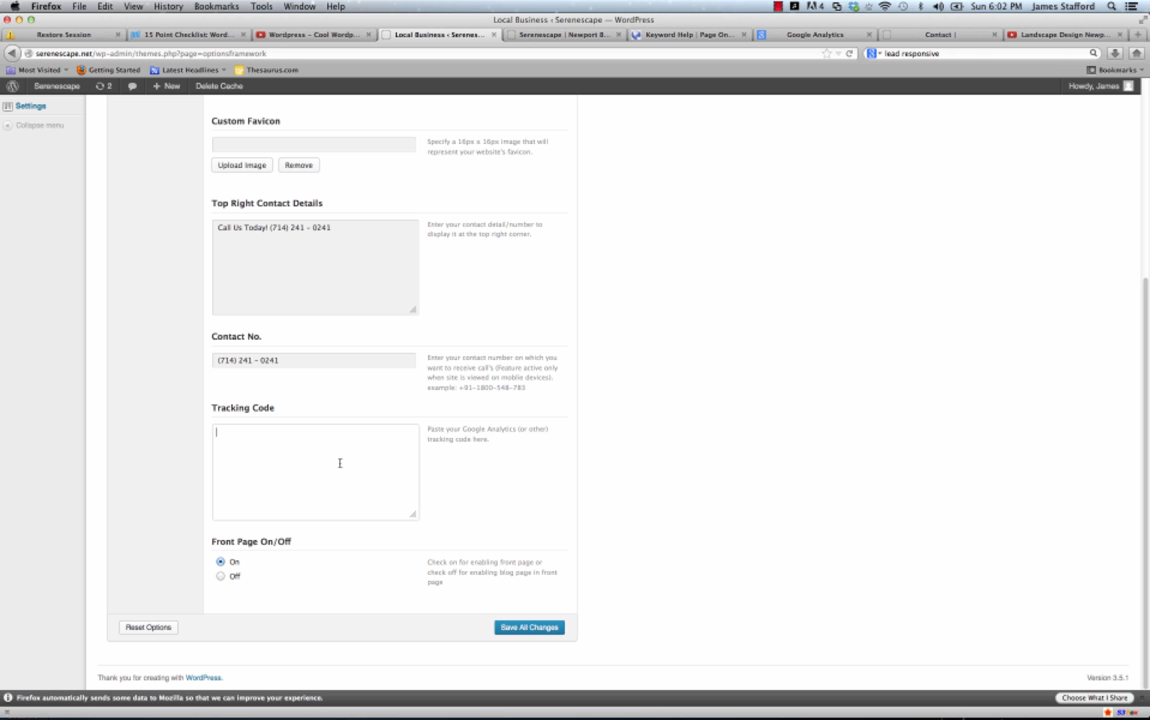 Firefox File Edit View History Bookmarks Tools Window Help
4
Sun 6:02 PM James Stafford
Local Business ‹ Serenescape — WordPress
Restore Session
15 Point Checklist: Word...
Wordpress – Cool Wordp...
Local Business ‹ Serenes...
Serenescape | Newport B...
Keyword Help | Page On...
Google Analytics
Contact |
Landscape Design Newp...
serenescape.net/wp-admin/themes.php?page=optionsframework
lead responsive
Most Visited
Getting Started
Latest Headlines
Thesaurus.com
Bookmarks
Serenescape
2
+ New
Delete Cache
Howdy, James
Settings
Collapse menu
Custom Favicon
Specify a 16px x 16px image that will
represent your website's favicon.
Upload Image
Remove
Top Right Contact Details
Call Us Today! (714) 241 – 0241
Enter your contact detail/number to
display it at the top right corner.
Contact No.
(714) 241 – 0241
Enter your contact number on which you
want to receive call's (Feature active only
when site is viewed on mobile devices).
example: +91-1800-548-783
Tracking Code
Paste your Google Analytics (or other)
tracking code here.
Front Page On/Off
On
Off
Check on for enabling front page or
check off for enabling blog page in front
page
Reset Options
Save All Changes
Thank you for creating with WordPress.
Version 3.5.1
Firefox automatically sends some data to Mozilla so that we can improve your experience.
Choose What I Share